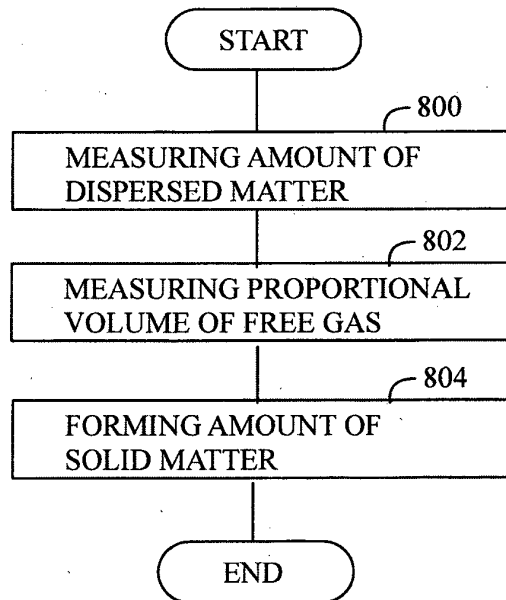 START
800
MEASURING AMOUNT OF
DISPERSED MATTER
802
MEASURING PROPORTIONAL
VOLUME OF FREE GAS
804
FORMING AMOUNT OF
SOLID MATTER
END